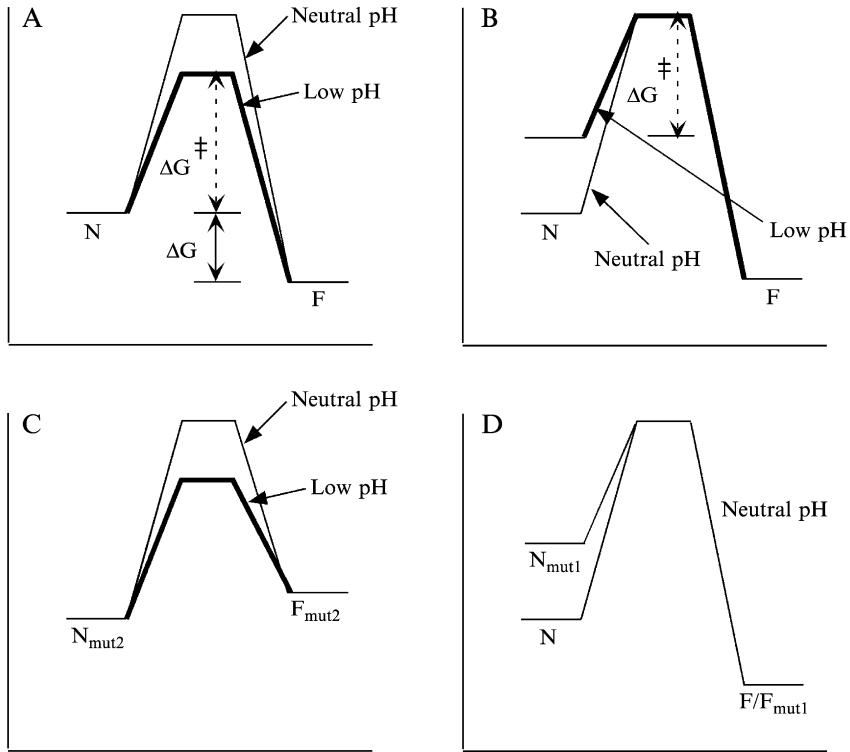 A
Neutral pH
Low pH
ΔG ‡
N
ΔG
F
B
ΔG ‡
N
Low pH
Neutral pH
F
C
Neutral pH
Low pH
Nmut2
Fmut2
D
Neutral pH
Nmut1
N
F/Fmut1